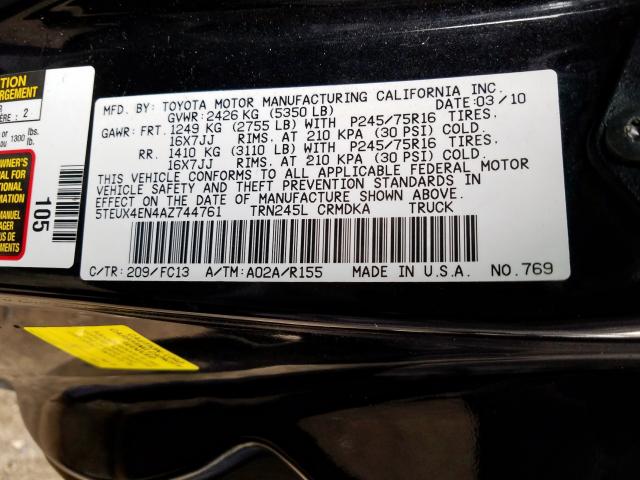 MFD. BY: TOYOTA MOTOR MANUFACTURING CALIFORNIA INC.
GVWR: 2426 KG (5350 LB) DATE: 03/10
GAWR: FRT. 1249 KG (2755 LB) WITH P245/75R16 TIRES.
16X7JJ RIMS. AT 210 KPA (30 PSI) COLD.
RR. 1410 KG (3110 LB) WITH P245/75R16 TIRES.
16X7JJ RIMS. AT 210 KPA (30 PSI) COLD.
THIS VEHICLE CONFORMS TO ALL APPLICABLE FEDERAL MOTOR
VEHICLE SAFETY AND THEFT PREVENTION STANDARDS IN
EFFECT ON THE DATE OF MANUFACTURE SHOWN ABOVE.
5TEUX4EN4AZ744761 TRN245L CRMDKA TRUCK
C/TR: 209/FC13 A/TM: A02A/R155 MADE IN U.S.A. NO. 769
2
or 1300 lbs.
105